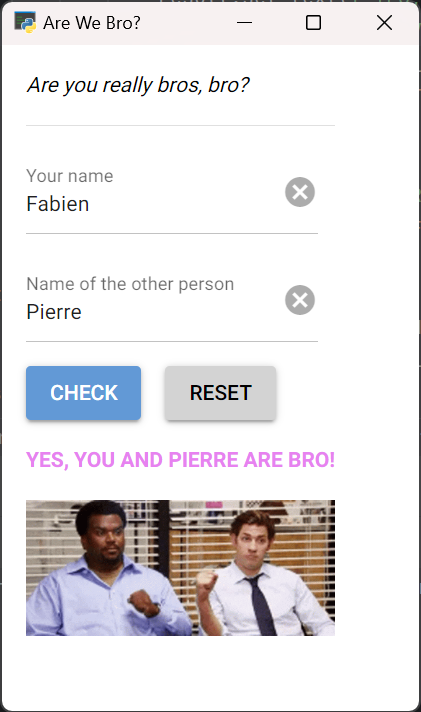 Are We Bro?
Are you really bros, bro?
Your name
Fabien
Name of the other person
Pierre
CHECK RESET
YES, YOU AND PIERRE ARE BRO!